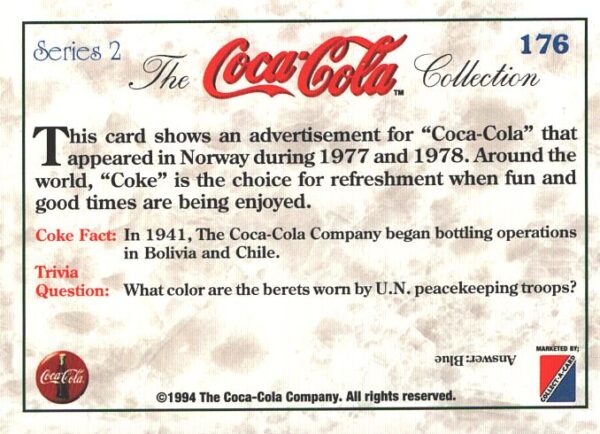 Series 2
176
The Coca-Cola™ Collection
This card shows an advertisement for “Coca-Cola” that
appeared in Norway during 1977 and 1978. Around the
world, “Coke” is the choice for refreshment when fun and
good times are being enjoyed.
Coke Fact: In 1941, The Coca-Cola Company began bottling operations
in Bolivia and Chile.
Trivia
Question: What color are the berets worn by U.N. peacekeeping troops?
Answer: Blue
MARKETED BY;
COLLECT-A-CARD
Coca-Cola
©1994 The Coca-Cola Company. All rights reserved.